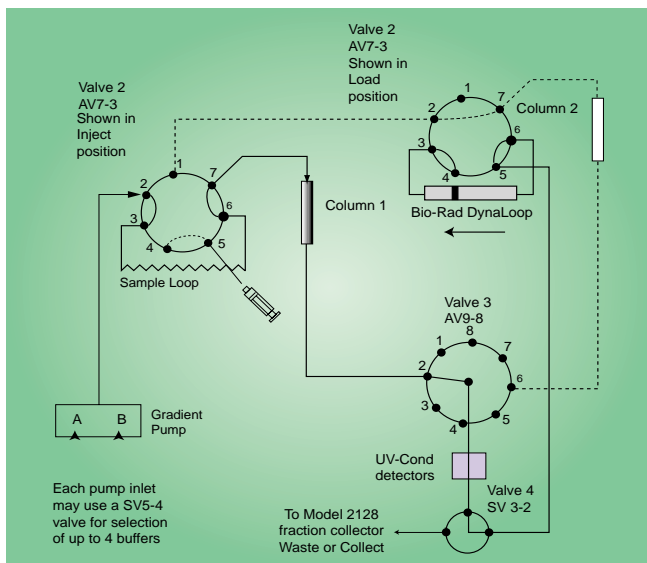 Valve 2
AV7-3
Shown in
Load
position
Valve 2
AV7-3
Shown in
Inject
position
1
2
7
3
6
4
5
Sample Loop
Column 1
1
7
2
6
3
4
5
Column 2
Bio-Rad DynaLoop
Valve 3
AV9-8
8
1
7
2
6
3
5
4
A
B
Gradient
Pump
UV-Cond
detectors
Valve 4
SV 3-2
Each pump inlet
may use a SV5-4
valve for selection
of up to 4 buffers
To Model 2128
fraction collector
Waste or Collect